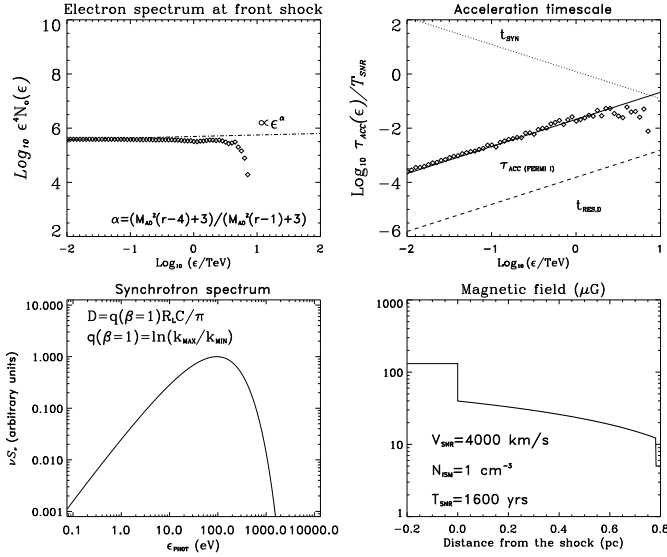 Electron spectrum at front shock
10
8
6
4
2
Log₁₀ ϵ⁴N₀(ϵ)
∝ϵ^α
α=(M_AD²(r−4)+3)/(M_AD²(r−1)+3)
-2 -1 0 1 2
Log₁₀ (ϵ/TeV)
Acceleration timescale
2
0
-2
-4
-6
Log₁₀ τ_ACC(ϵ)/T_SNR
t_SYN
τ_ACC (FERMI I)
t_RES,D
-2 -1 0 1
Log₁₀ (ϵ/TeV)
Synchrotron spectrum
10.000
1.000
0.100
0.010
0.001
νS_ν (arbitrary units)
D=q(β=1)R_L C/π
q(β=1)=ln(k_MAX/k_MIN)
0.1 1.0 10.0 100.0 1000.0 10000.0
ϵ_PHOT (eV)
Magnetic field (μG)
1000
100
10
1
V_SNR=4000 km/s
N_ISM=1 cm⁻³
T_SNR=1600 yrs
-0.2 0.0 0.2 0.4 0.6 0.8
Distance from the shock (pc)